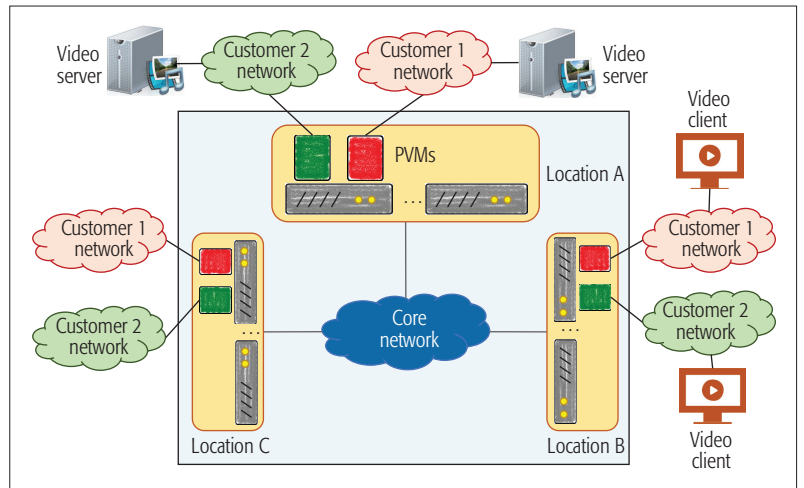 Video
server
Customer 2
network
Customer 1
network
Video
server
Video
client
PVMs
Location A
...
Customer 1
network
Customer 1
network
Customer 2
network
Core
network
Customer 2
network
...
...
Location C
Location B
Video
client